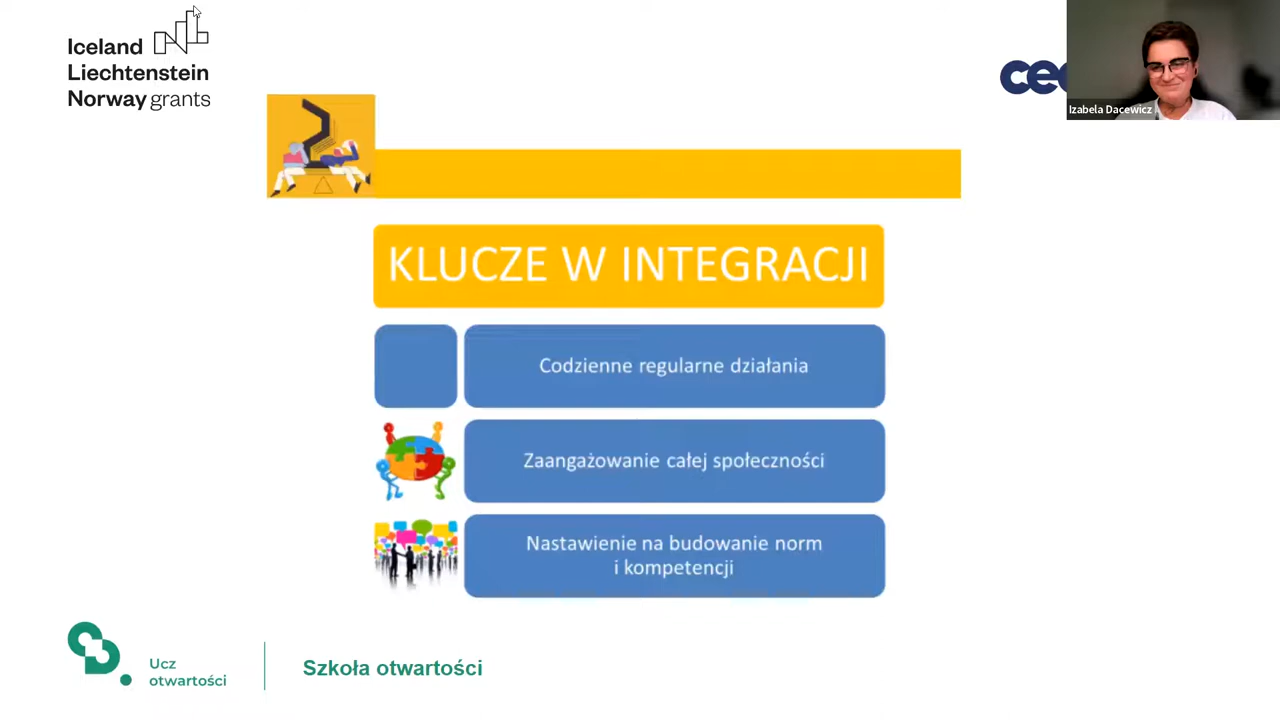 Iceland
Liechtenstein
Norway grants
Izabela Dacewicz
KLUCZE W INTEGRACJI
Codzienne regularne działania
Zaangażowanie całej społeczności
Nastawienie na budowanie norm
i kompetencji
Ucz
otwartości
Szkoła otwartości